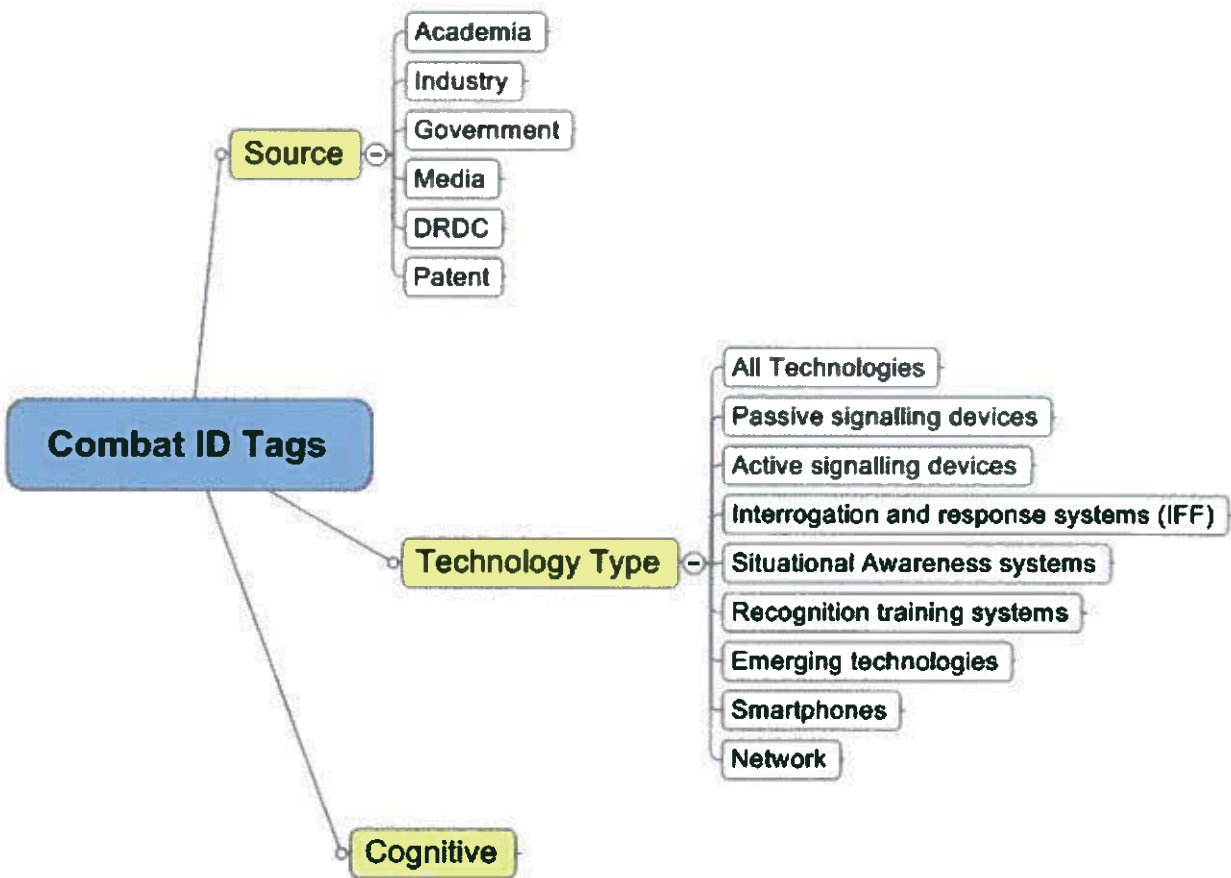 Academia
Industry
Government
Media
DRDC
Patent
Source
Combat ID Tags
All Technologies
Passive signalling devices
Active signalling devices
Interrogation and response systems (IFF)
Situational Awareness systems
Recognition training systems
Emerging technologies
Smartphones
Network
Technology Type
Cognitive